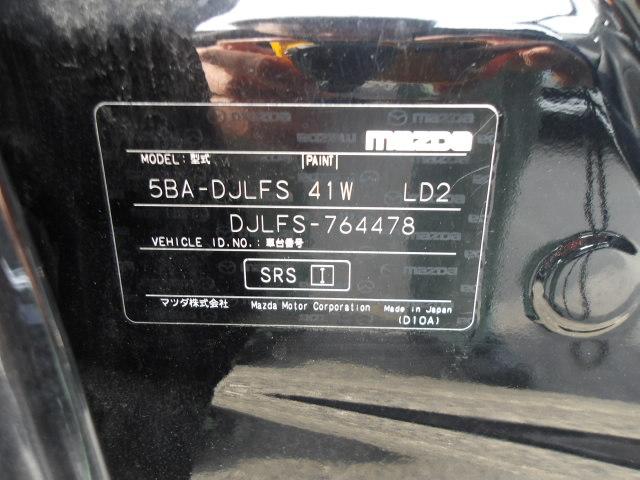 mazda
MODEL:型式 PAINT
5BA-DJLFS 41W LD2
DJLFS-764478
VEHICLE ID.NO.:車台番号
SRS I
マツダ株式会社 Mazda Motor Corporation Made in Japan
(D10A)